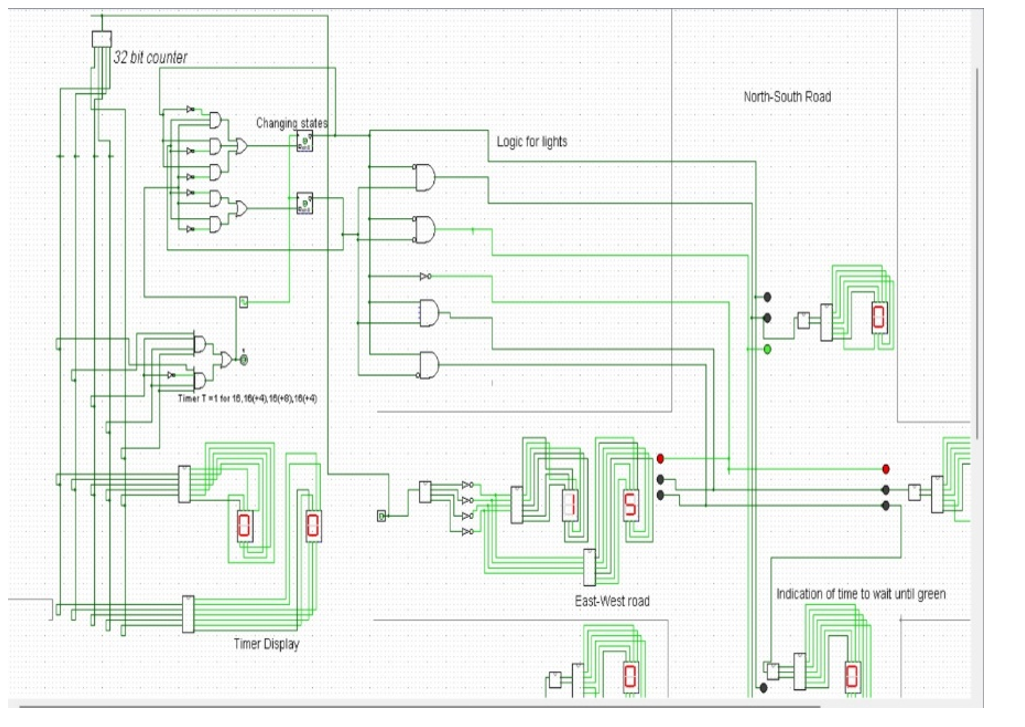 32 bit counter
North-South Road
Changing states
Logic for lights
0
Timer T =1 for 16,16(+4),16(+8),16(+4)
0
0
1
5
East-West road
Indication of time to wait until green
Timer Display
0
0